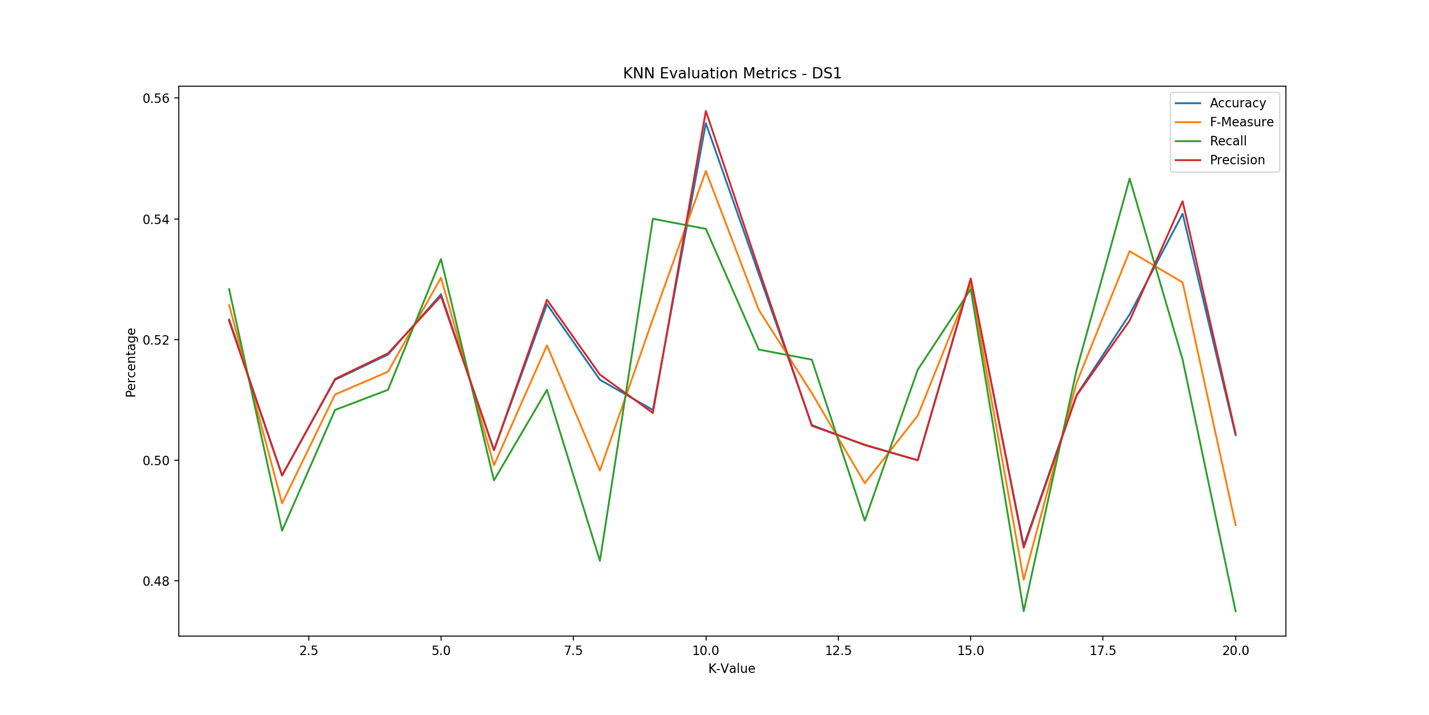 KNN Evaluation Metrics - DS1
Accuracy
F-Measure
Recall
Precision
Percentage
0.56
0.54
0.52
0.50
0.48
2.5 5.0 7.5 10.0 12.5 15.0 17.5 20.0
K-Value